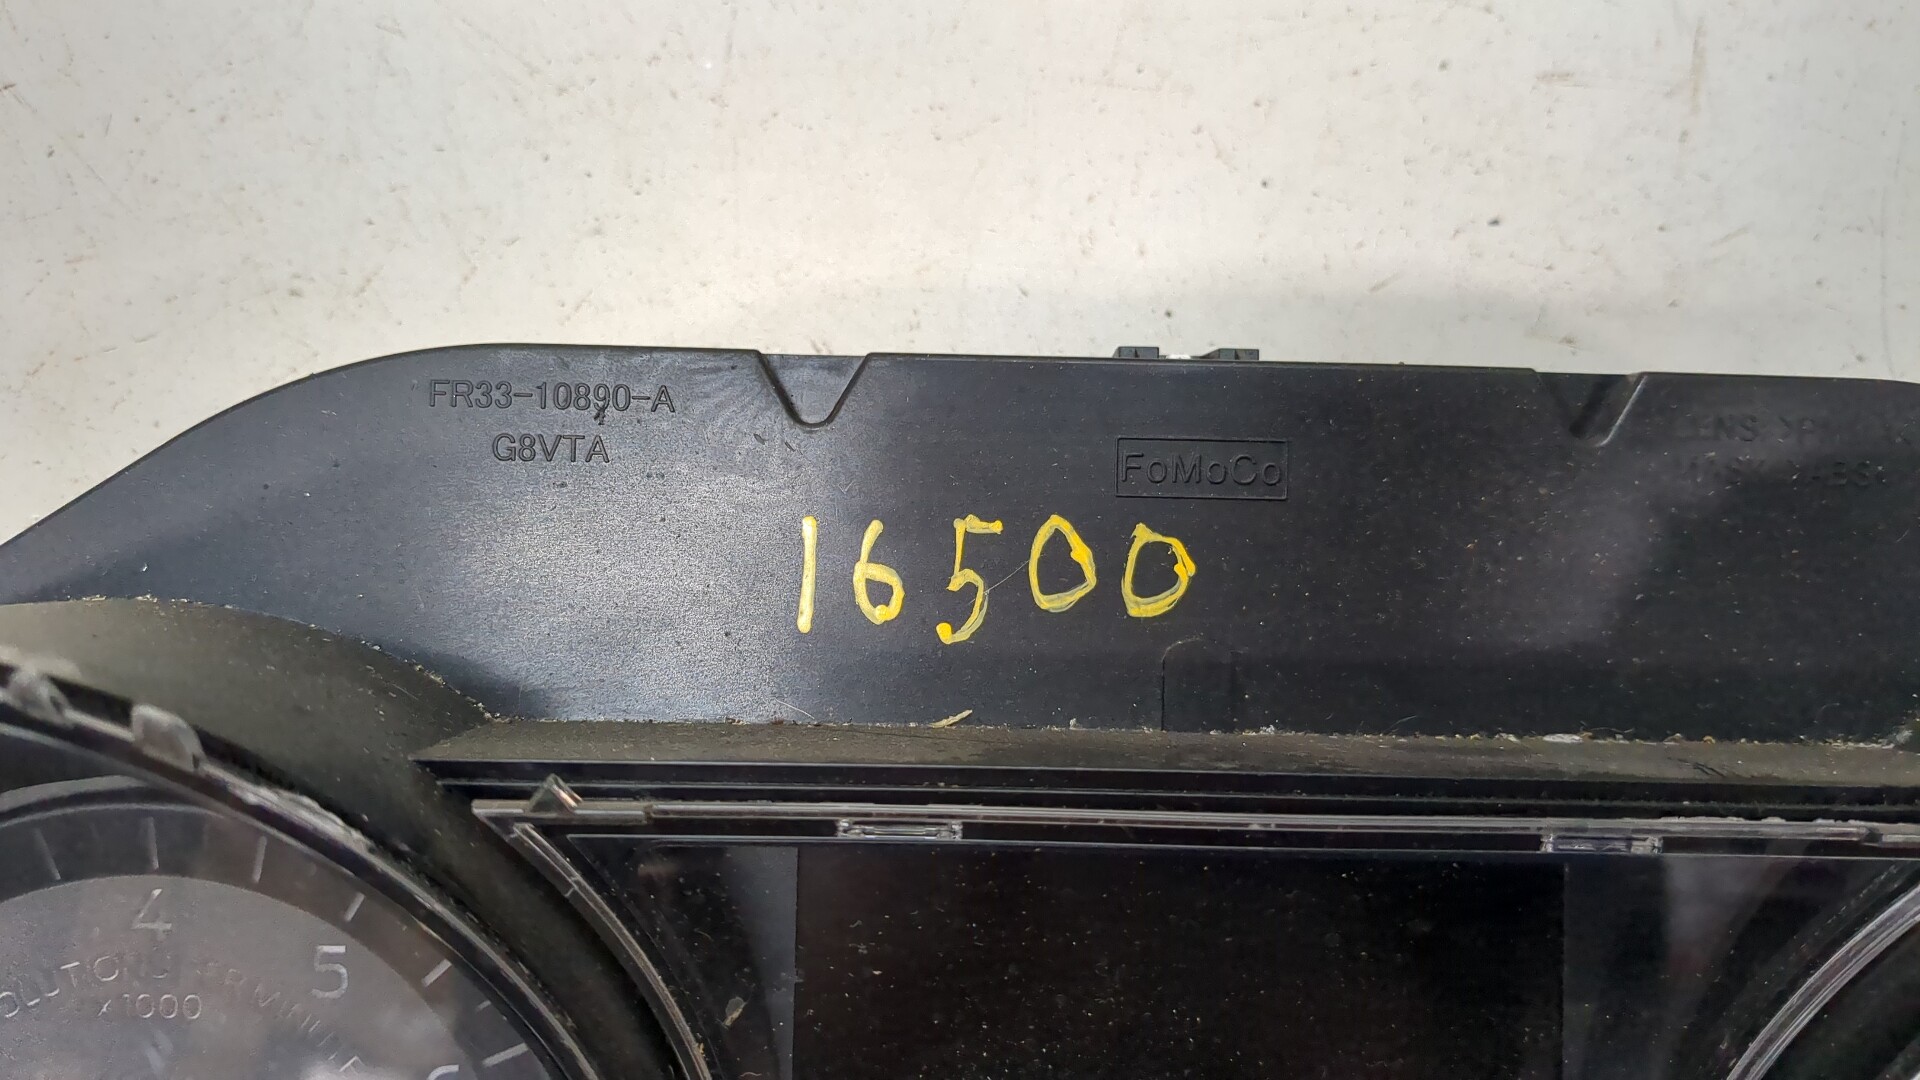 FR33-10890-A
G8VTA
FoMoCo
16500
4
5
x1000